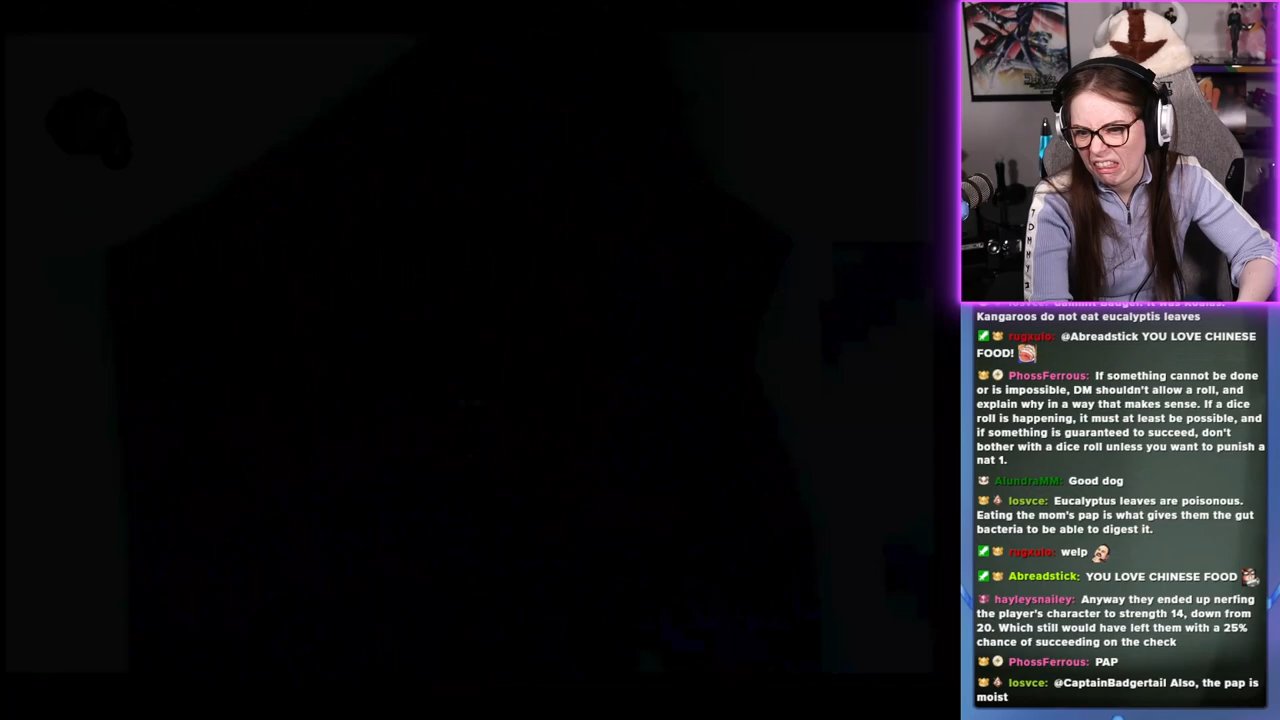 Kangaroos do not eat eucalyptis leaves
rugxulo: @Abreadstick YOU LOVE CHINESE
FOOD!
PhossFerrous: If something cannot be done
or is impossible, DM shouldn't allow a roll, and
explain why in a way that makes sense. If a dice
roll is happening, it must at least be possible, and
if something is guaranteed to succeed, don't
bother with a dice roll unless you want to punish a
nat 1.
AlundraMM: Good dog
losvce: Eucalyptus leaves are poisonous.
Eating the mom's pap is what gives them the gut
bacteria to be able to digest it.
rugxulo: welp
Abreadstick: YOU LOVE CHINESE FOOD
hayleysnailey: Anyway they ended up nerfing
the player's character to strength 14, down from
20. Which still would have left them with a 25%
chance of succeeding on the check
PhossFerrous: PAP
losvce: @CaptainBadgertail Also, the pap is
moist